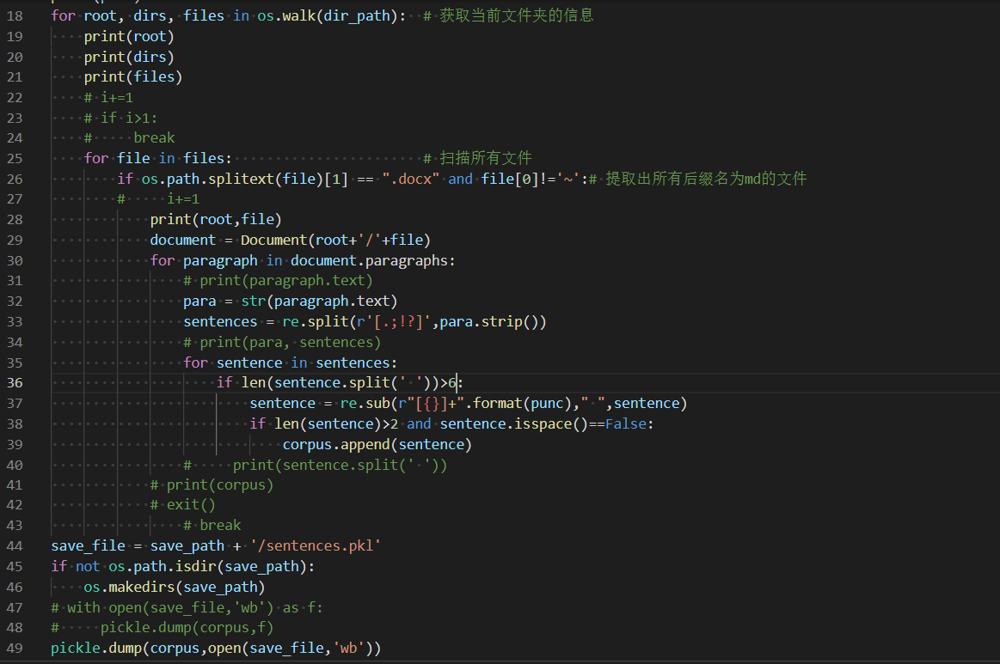 18 for root, dirs, files in os.walk(dir_path):  # 获取当前文件夹的信息
19     print(root)
20     print(dirs)
21     print(files)
22     # i+=1
23     # if i>1:
24     #     break
25     for file in files:                       # 扫描所有文件
26         if os.path.splitext(file)[1] == ".docx" and file[0]!='~':# 提取出所有后缀名为md的文件
27         #     i+=1
28             print(root,file)
29             document = Document(root+'/'+file)
30             for paragraph in document.paragraphs:
31                 # print(paragraph.text)
32                 para = str(paragraph.text)
33                 sentences = re.split(r'[.;!?]',para.strip())
34                 # print(para, sentences)
35                 for sentence in sentences:
36                     if len(sentence.split(' '))>6:
37                         sentence = re.sub(r"[{}]+".format(punc)," ",sentence)
38                         if len(sentence)>2 and sentence.isspace()==False:
39                             corpus.append(sentence)
40                 #     print(sentence.split(' '))
41             # print(corpus)
42             # exit()
43                 # break
44 save_file = save_path + '/sentences.pkl'
45 if not os.path.isdir(save_path):
46     os.makedirs(save_path)
47 # with open(save_file,'wb') as f:
48 #     pickle.dump(corpus,f)
49 pickle.dump(corpus,open(save_file,'wb'))